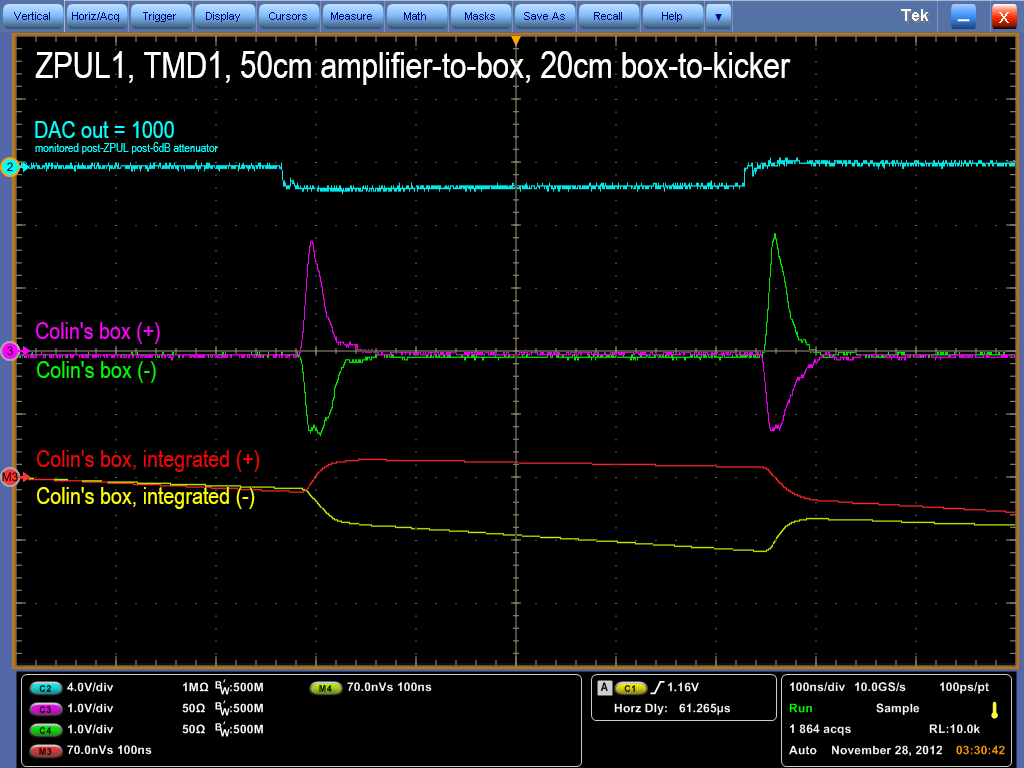 Vertical Horiz/Acq Trigger Display Cursors Measure Math Masks Save As Recall Help Tek X
ZPUL1, TMD1, 50cm amplifier-to-box, 20cm box-to-kicker
DAC out = 1000
monitored post-ZPUL post-6dB attenuator
2
Colin's box (+)
3
Colin's box (-)
Colin's box, integrated (+)
M3
Colin's box, integrated (-)
C2 4.0V/div 1MΩ BW:500M M4 70.0nVs 100ns
C3 1.0V/div 50Ω BW:500M
C4 1.0V/div 50Ω BW:500M
M3 70.0nVs 100ns
A C1 1.16V
Horz Dly: 61.265µs
100ns/div 10.0GS/s 100ps/pt
Run Sample
1 864 acqs RL:10.0k
Auto November 28, 2012 03:30:42